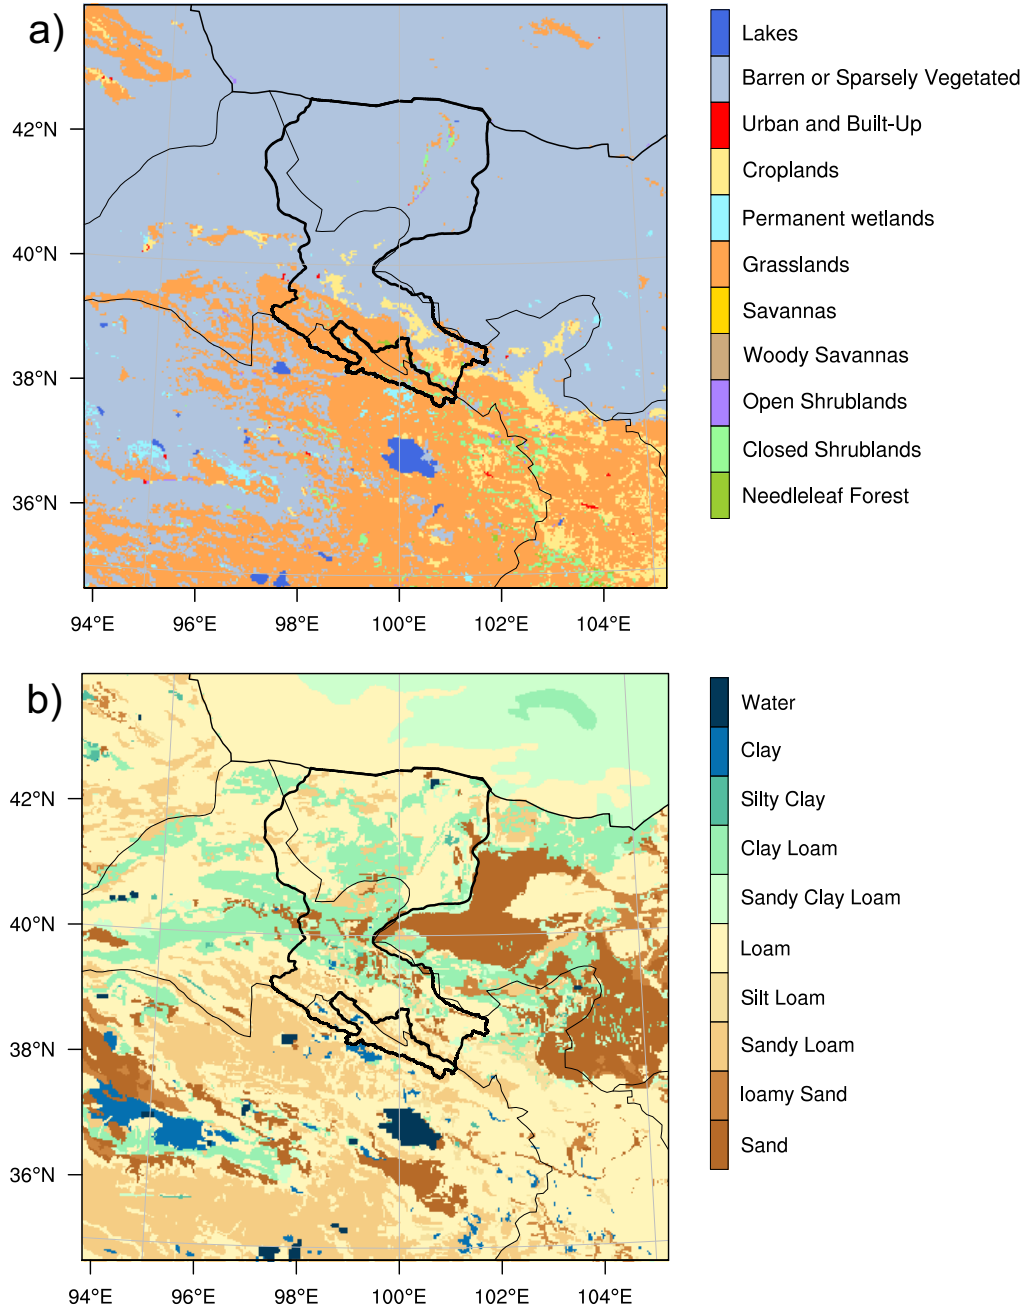 a)
Lakes
Barren or Sparsely Vegetated
Urban and Built-Up
Croplands
Permanent wetlands
Grasslands
Savannas
Woody Savannas
Open Shrublands
Closed Shrublands
Needleleaf Forest
42°N
40°N
38°N
36°N
94°E 96°E 98°E 100°E 102°E 104°E
b)
Water
Clay
Silty Clay
Clay Loam
Sandy Clay Loam
Loam
Silt Loam
Sandy Loam
loamy Sand
Sand
42°N
40°N
38°N
36°N
94°E 96°E 98°E 100°E 102°E 104°E